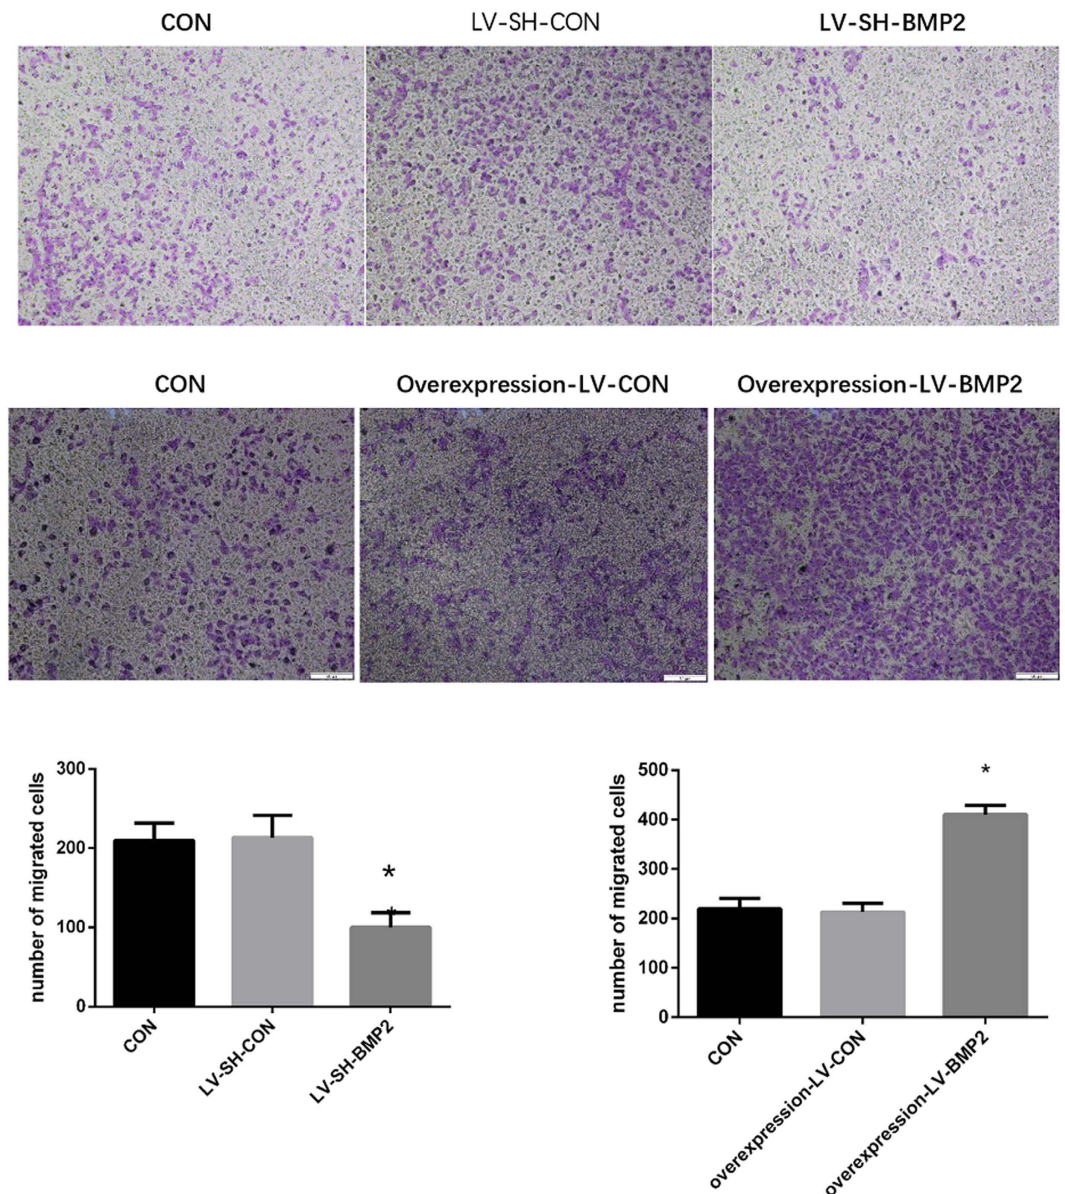 CON LV-SH-CON LV-SH-BMP2
CON Overexpression-LV-CON Overexpression-LV-BMP2
number of migrated cells
300
200
100
0
*
*
CON
LV-SH-CON
LV-SH-BMP2
number of migrated cells
500
400
300
200
100
0
*
CON
overexpression-LV-CON
overexpression-LV-BMP2